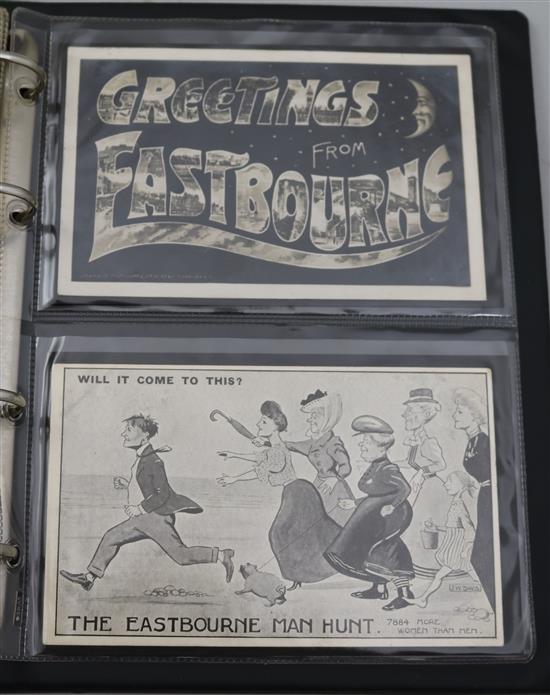 GREETINGS
FROM
EASTBOURNE
WILL IT COME TO THIS?
THE EASTBOURNE MAN HUNT.
7884 MORE
WOMEN THAN MEN.